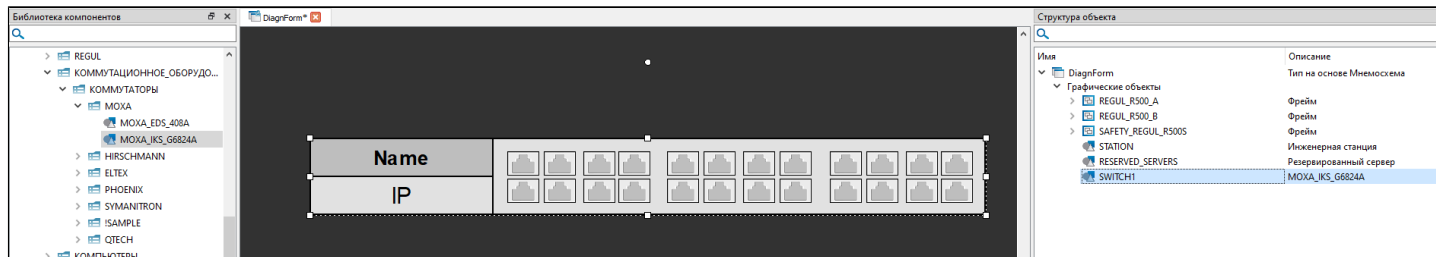 Библиотека компонентов
REGUL
КОММУТАЦИОННОЕ_ОБОРУДО...
КОММУТАТОРЫ
MOXA
MOXA_EDS_408A
MOXA_IKS_G6824A
HIRSCHMANN
ELTEX
PHOENIX
SYMANITRON
!SAMPLE
QTECH
КОМПЬЮТЕРЫ
DiagnForm*
Name
IP
Структура объекта
Имя Описание
DiagnForm Тип на основе Мнемосхема
Графические объекты
REGUL_R500_A Фрейм
REGUL_R500_B Фрейм
SAFETY_REGUL_R500S Фрейм
STATION Инженерная станция
RESERVED_SERVERS Резервированный сервер
SWITCH1 MOXA_IKS_G6824A